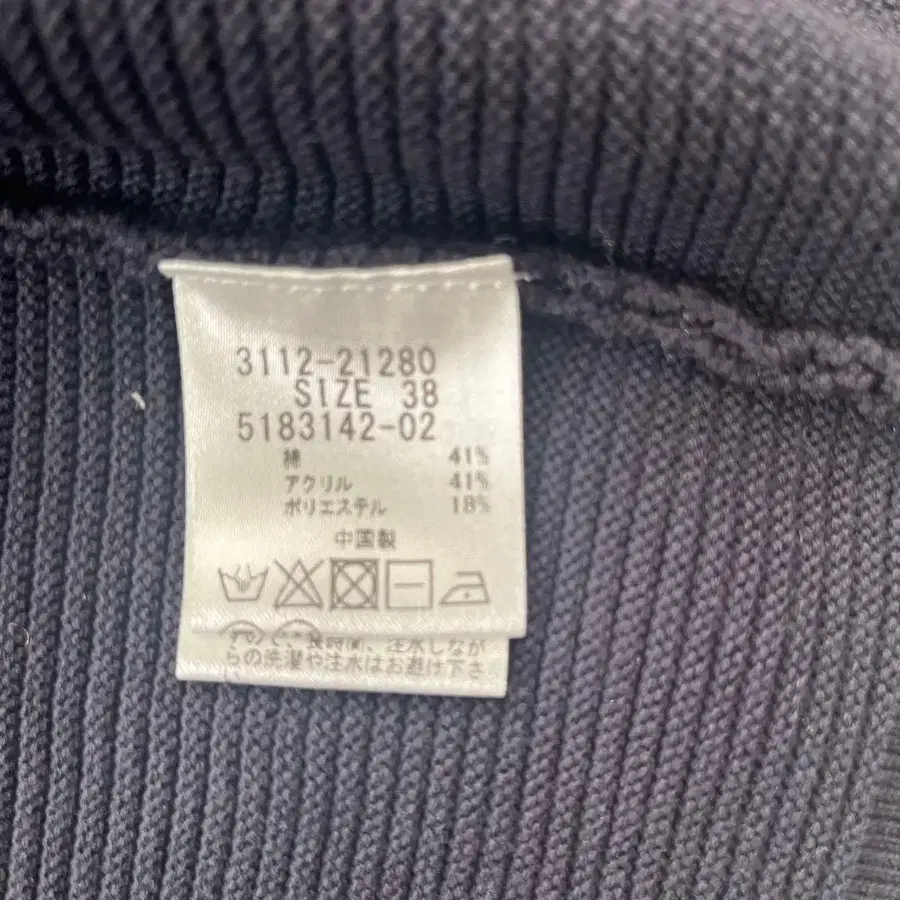 3112-21280
SIZE 38
5183142-02
綿 41%
アクリル 41%
ポリエステル 18%
中国製
長時間、注水しなが
らの洗濯や注水はお避け下さ